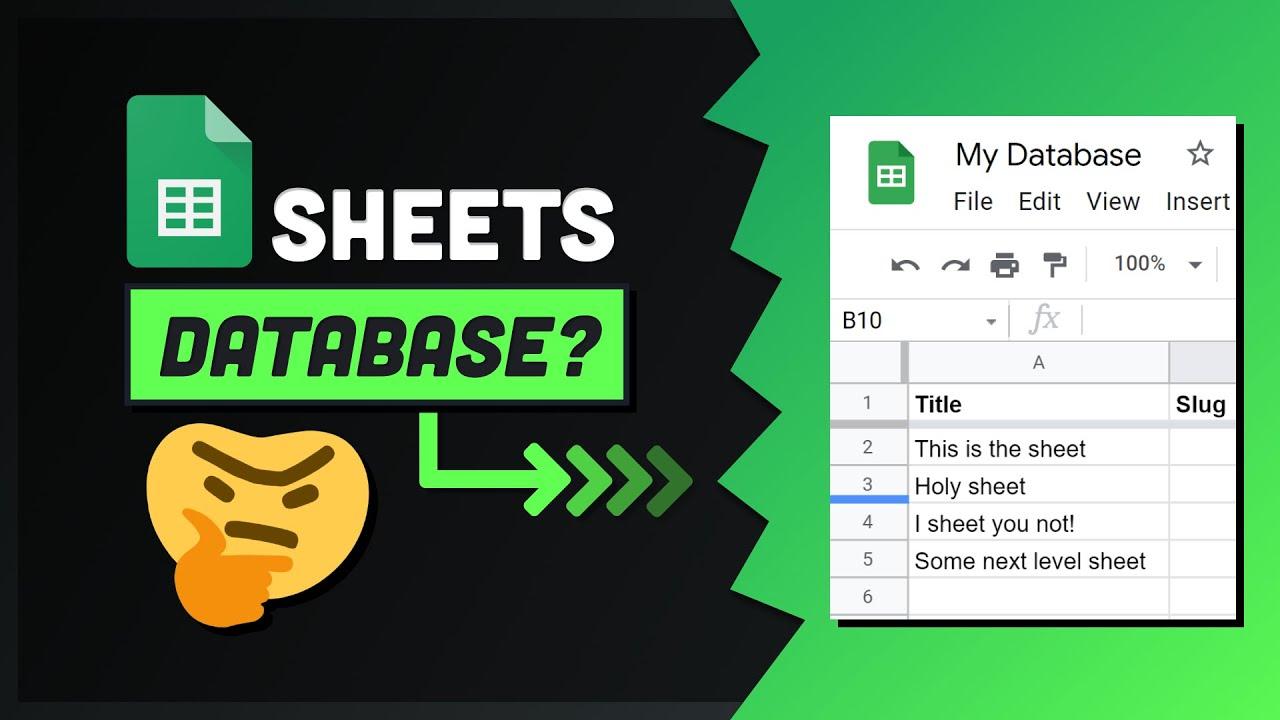 SHEETS
DATABASE?
My Database
File Edit View Insert
100%
B10 fx
A
1 Title Slug
2 This is the sheet
3 Holy sheet
4 I sheet you not!
5 Some next level sheet
6